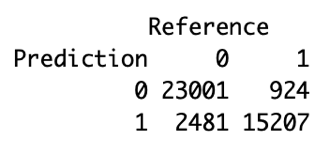 Reference
Prediction 0 1
0 23001 924
1 2481 15207